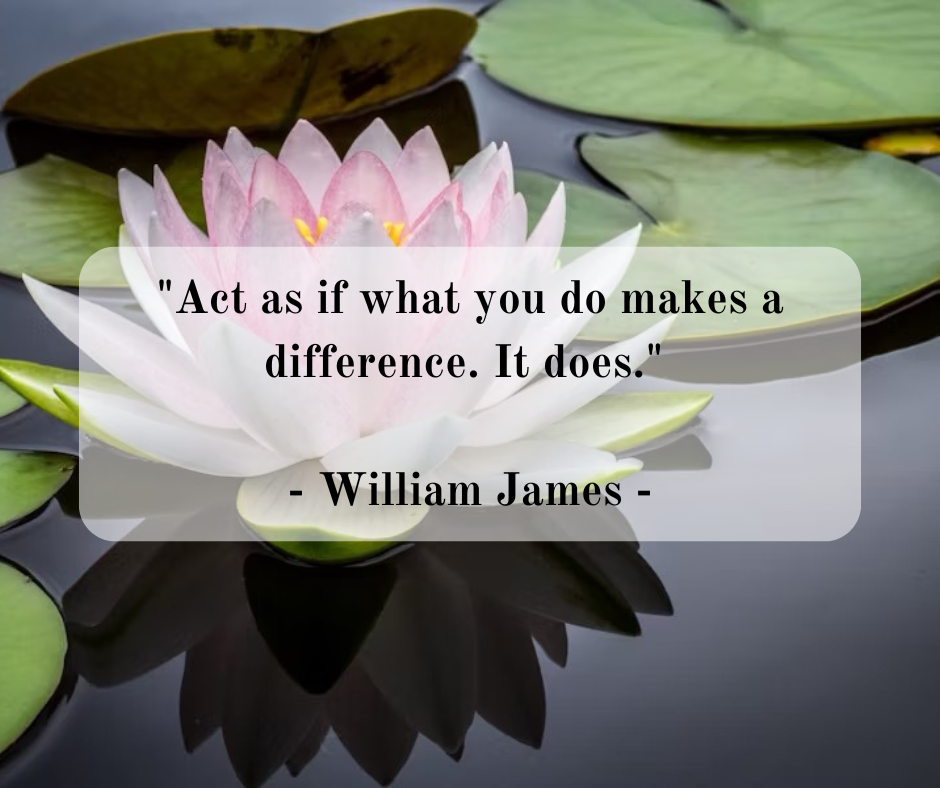 "Act as if what you do makes a
difference. It does."
- William James -